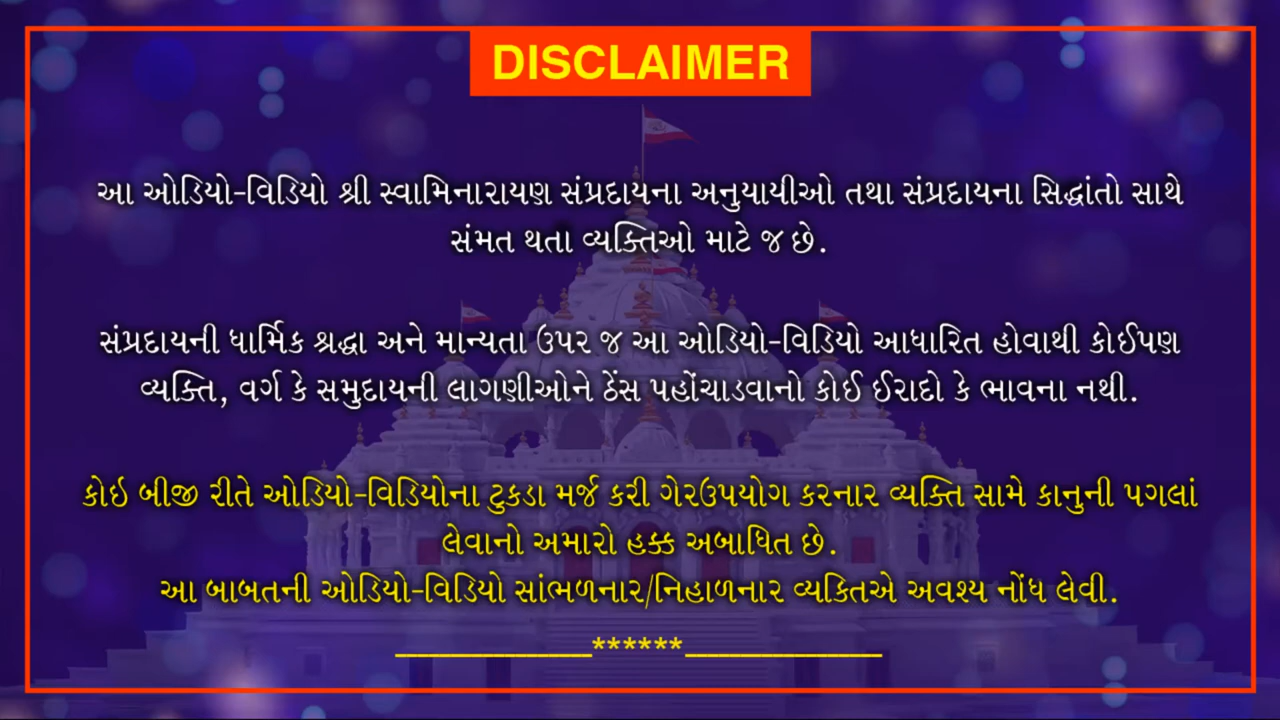 DISCLAIMER
આ ઓડિયો-વિડિયો શ્રી સ્વામિનારાયણ સંપ્રદાયના અનુયાયીઓ તથા સંપ્રદાયના સિદ્ધાંતો સાથે
સંમત થતા વ્યક્તિઓ માટે જ છે.
સંપ્રદાયની ધાર્મિક શ્રદ્ધા અને માન્યતા ઉપર જ આ ઓડિયો-વિડિયો આધારિત હોવાથી કોઈપણ
વ્યક્તિ, વર્ગ કે સમુદાયની લાગણીઓને ઠેંસ પહોંચાડવાનો કોઈ ઈરાદો કે ભાવના નથી.
કોઇ બીજી રીતે ઓડિયો-વિડિયોના ટુકડા મર્જ કરી ગેરઉપયોગ કરનાર વ્યક્તિ સામે કાનુની પગલાં
લેવાનો અમારો હક્ક અબાધિત છે.
આ બાબતની ઓડિયો-વિડિયો સાંભળનાર/નિહાળનાર વ્યકિતએ અવશ્ય નોંધ લેવી.
______________******______________